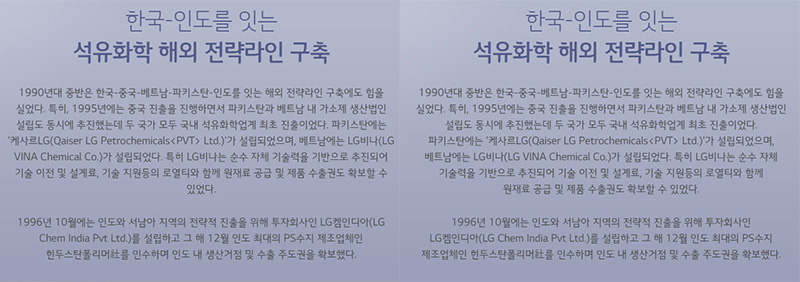 한국-인도를 잇는
석유화학 해외 전략라인 구축
1990년대 중반은 한국-중국-베트남-파키스탄-인도를 잇는 해외 전략라인 구축에도 힘을
실었다. 특히, 1995년에는 중국 진출을 진행하면서 파키스탄과 베트남 내 가소제 생산법인
설립도 동시에 추진했는데 두 국가 모두 국내 석유화학업계 최초 진출이었다. 파키스탄에는
'케사르LG(Qaiser LG Petrochemicals<PVT> Ltd.)'가 설립되었으며, 베트남에는 LG비나(LG
VINA Chemical Co.)가 설립되었다. 특히 LG비나는 순수 자체 기술력을 기반으로 추진되어
기술 이전 및 설계료, 기술 지원등의 로열티와 함께 원재료 공급 및 제품 수출권도 확보할 수
있었다.
1996년 10월에는 인도와 서남아 지역의 전략적 진출을 위해 투자회사인 LG켐인디아(LG
Chem India Pvt Ltd.)를 설립하고 그 해 12월 인도 최대의 PS수지 제조업체인
힌두스탄폴리머社를 인수하며 인도 내 생산거점 및 수출 주도권을 확보했다.
한국-인도를 잇는
석유화학 해외 전략라인 구축
1990년대 중반은 한국-중국-베트남-파키스탄-인도를 잇는 해외 전략라인 구축에도 힘을
실었다. 특히, 1995년에는 중국 진출을 진행하면서 파키스탄과 베트남 내 가소제 생산법인
설립도 동시에 추진했는데 두 국가 모두 국내 석유화학업계 최초 진출이었다.
파키스탄에는 '케사르LG(Qaiser LG Petrochemicals<PVT> Ltd.)'가 설립되었으며,
베트남에는 LG비나(LG VINA Chemical Co.)가 설립되었다. 특히 LG비나는 순수 자체
기술력을 기반으로 추진되어 기술 이전 및 설계료, 기술 지원등의 로열티와 함께
원재료 공급 및 제품 수출권도 확보할 수 있었다.
1996년 10월에는 인도와 서남아 지역의 전략적 진출을 위해 투자회사인
LG켐인디아(LG Chem India Pvt Ltd.)를 설립하고 그 해 12월 인도 최대의 PS수지
제조업체인 힌두스탄폴리머社를 인수하며 인도 내 생산거점 및 수출 주도권을 확보했다.